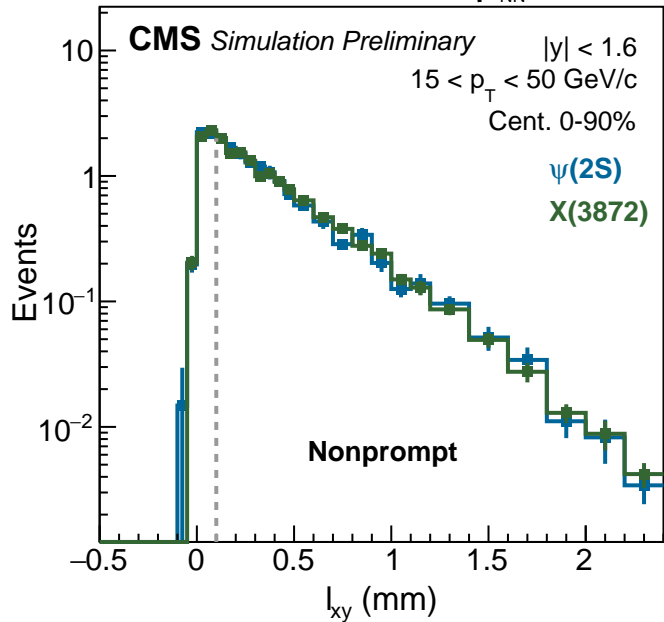 NN
CMS Simulation Preliminary
|y| < 1.6
15 < p_T < 50 GeV/c
Cent. 0-90%
ψ(2S)
X(3872)
Nonprompt
Events
10
1
10⁻¹
10⁻²
−0.5 0 0.5 1 1.5 2
l_xy (mm)